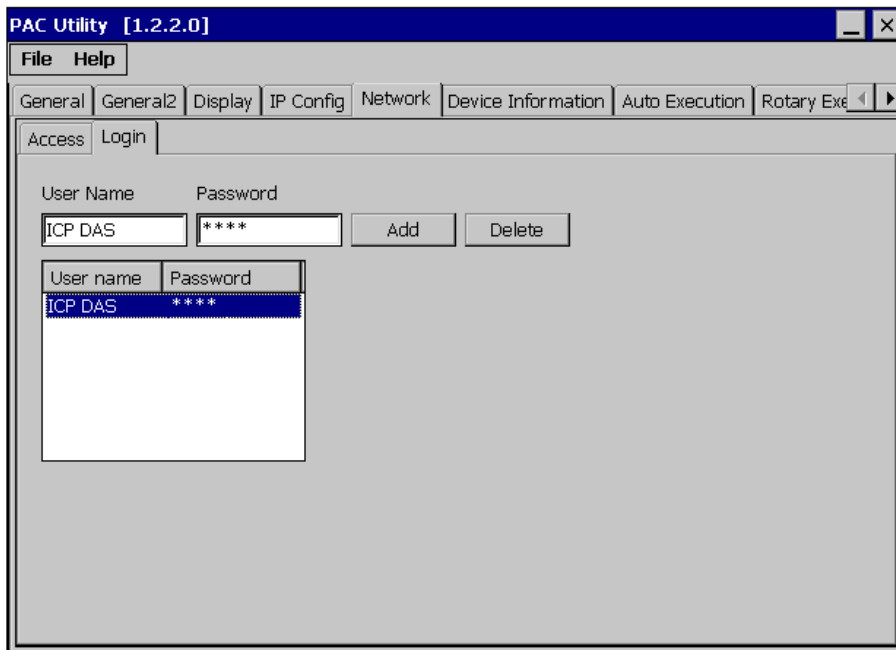 PAC Utility [1.2.2.0]
File Help
General General2 Display IP Config Network Device Information Auto Execution Rotary Exe
Access Login
User Name Password
ICP DAS **** Add Delete
User name Password
ICP DAS ****